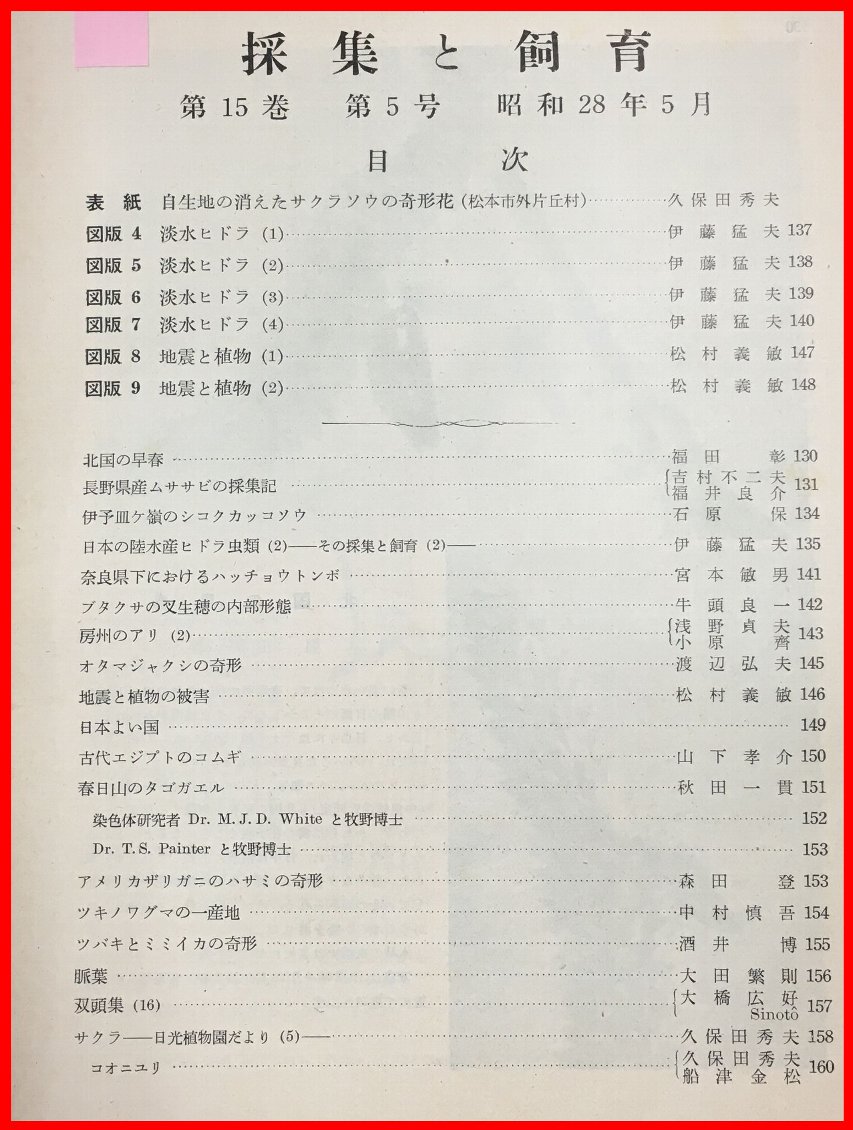 採集と飼育
第15巻 第5号 昭和28年5月
目次
表紙 自生地の消えたサクラソウの奇形花(松本市外片丘村)…………久保田秀夫
図版 4 淡水ヒドラ (1)…………伊藤猛夫 137
図版 5 淡水ヒドラ (2)…………伊藤猛夫 138
図版 6 淡水ヒドラ (3)…………伊藤猛夫 139
図版 7 淡水ヒドラ (4)…………伊藤猛夫 140
図版 8 地震と植物 (1)…………松村義敏 147
図版 9 地震と植物 (2)…………松村義敏 148
北国の早春…………福田彰 130
長野県産ムササビの採集記…………{吉村不二夫 福井良介 131
伊予皿ケ嶺のシコクカッコソウ…………石原保 134
日本の陸水産ヒドラ虫類 (2)——その採集と飼育 (2)——…………伊藤猛夫 135
奈良県下におけるハッチョウトンボ…………宮本敏男 141
ブタクサの叉生穂の内部形態…………牛頭良一 142
房州のアリ (2)…………{浅野貞夫 小原齊 143
オタマジャクシの奇形…………渡辺弘夫 145
地震と植物の被害…………松村義敏 146
日本よい国…………149
古代エジプトのコムギ…………山下孝介 150
春日山のタゴガエル…………秋田一貫 151
染色体研究者 Dr. M.J.D. White と牧野博士…………152
Dr. T.S. Painter と牧野博士…………153
アメリカザリガニのハサミの奇形…………森田登 153
ツキノワグマの一産地…………中村慎吾 154
ツバキとミミイカの奇形…………酒井博 155
脈葉…………大田繁則 156
双頭集 (16)…………{大橋広好 Sinotô 157
サクラ——日光植物園だより (5)——…………久保田秀夫 158
コオニユリ…………{久保田秀夫 船津金松 160